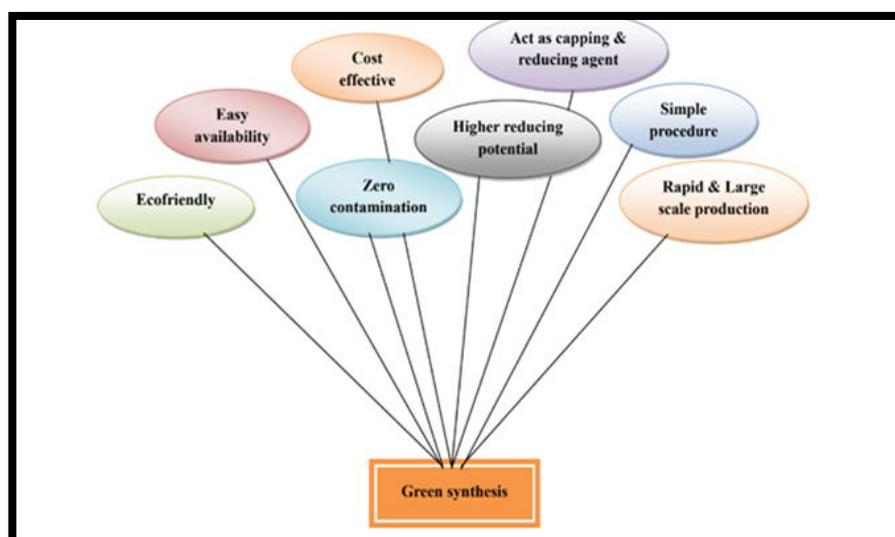 Act as capping &
reducing agent
Cost
effective
Easy
availability
Higher reducing
potential
Simple
procedure
Ecofriendly
Zero
contamination
Rapid & Large
scale production
Green synthesis